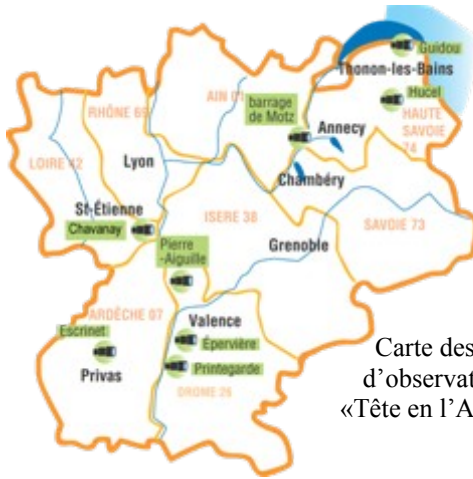 Guidou
Thonon-les-Bains
Hucel
AIN 01
barrage
de Motz
RHÔNE 69
Annecy
HAUTE
SAVOIE
74
LOIRE 42
Lyon
Chambéry
St-Étienne
ISERE 38
SAVOIE 73
Chavanay
Pierre
-Aiguille
Grenoble
ARDÈCHE 07
Valence
Escrinet
Épervière
Privas
Printegarde
DROME 26
Carte des
d’observat
«Tête en l’A